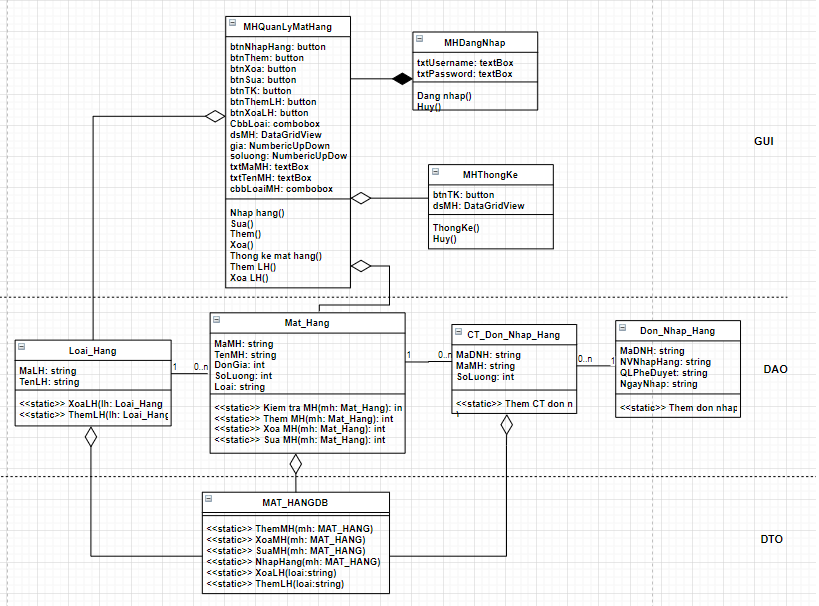 MHQuanLyMatHang
btnNhapHang: button
btnThem: button
btnXoa: button
btnSua: button
btnTK: button
btnThemLH: button
btnXoaLH: button
CbbLoai: combobox
dsMH: DataGridView
gia: NumbericUpDown
soluong: NumbericUpDow
txtMaMH: textBox
txtTenMH: textBox
cbbLoaiMH: combobox
Nhap hang()
Sua()
Them()
Xoa()
Thong ke mat hang()
Them LH()
Xoa LH()
MHDangNhap
txtUsername: textBox
txtPassword: textBox
Dang nhap()
Huy()
GUI
MHThongKe
btnTK: button
dsMH: DataGridView
ThongKe()
Huy()
Loai_Hang
MaLH: string
TenLH: string
<<static>> XoaLH(lh: Loai_Hang
<<static>> ThemLH(lh: Loai_Hang
1
0..n
Mat_Hang
MaMH: string
TenMH: string
DonGia: int
SoLuong: int
Loai: string
<<static>> Kiem tra MH(mh: Mat_Hang): in
<<static>> Them MH(mh: Mat_Hang): int
<<static>> Xoa MH(mh: Mat_Hang): int
<<static>> Sua MH(mh: Mat_Hang): int
1
0..n
CT_Don_Nhap_Hang
MaDNH: string
MaMH: string
SoLuong: int
<<static>> Them CT don n
0..n
1
Don_Nhap_Hang
MaDNH: string
NVNhapHang: string
QLPheDuyet: string
NgayNhap: string
<<static>> Them don nhap
DAO
MAT_HANGDB
<<static>> ThemMH(mh: MAT_HANG)
<<static>> XoaMH(mh: MAT_HANG)
<<static>> SuaMH(mh: MAT_HANG)
<<static>> NhapHang(mh: MAT_HANG)
<<static>> XoaLH(loai:string)
<<static>> ThemLH(loai:string)
DTO